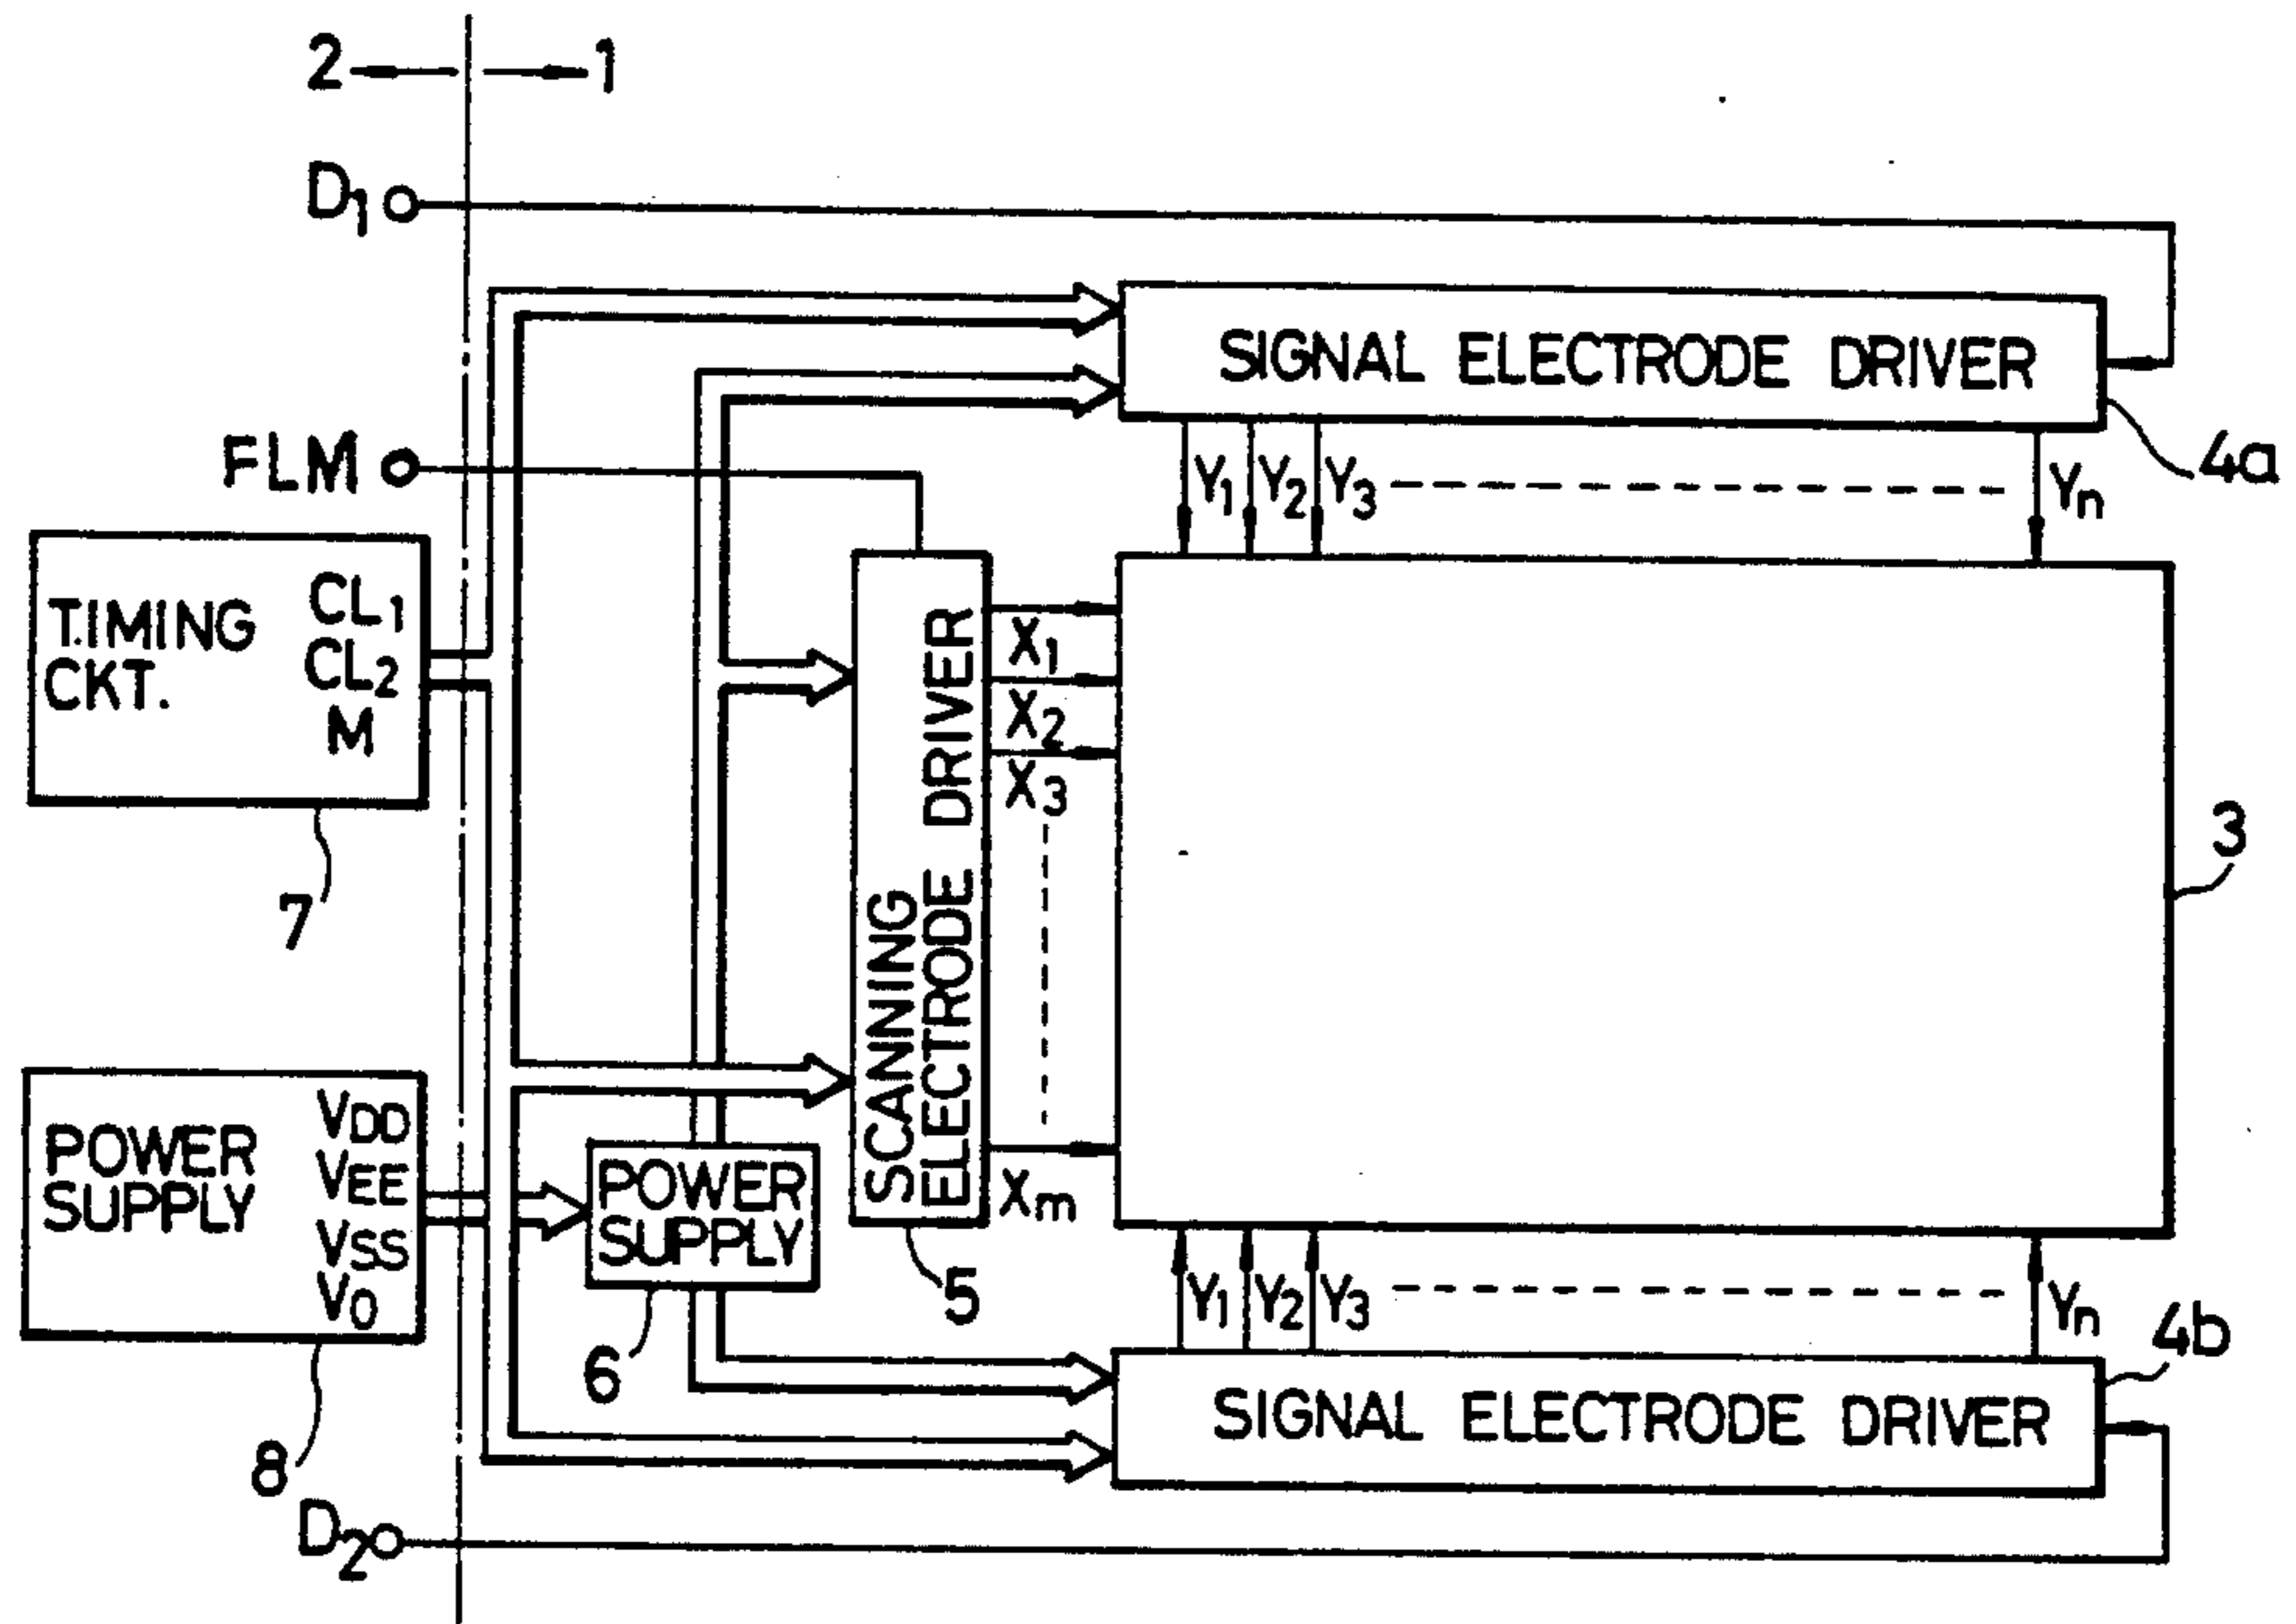 2 1
D1
SIGNAL ELECTRODE DRIVER
4a
FLM
Y1 Y2 Y3 Yn
TIMING
CKT.
CL1
CL2
M
7
SCANNING
ELECTRODE DRIVER
X1
X2
X3
Xm
3
POWER
SUPPLY
VDD
VEE
VSS
VO
8
POWER
SUPPLY
6
5
Y1 Y2 Y3 Yn
4b
SIGNAL ELECTRODE DRIVER
D2